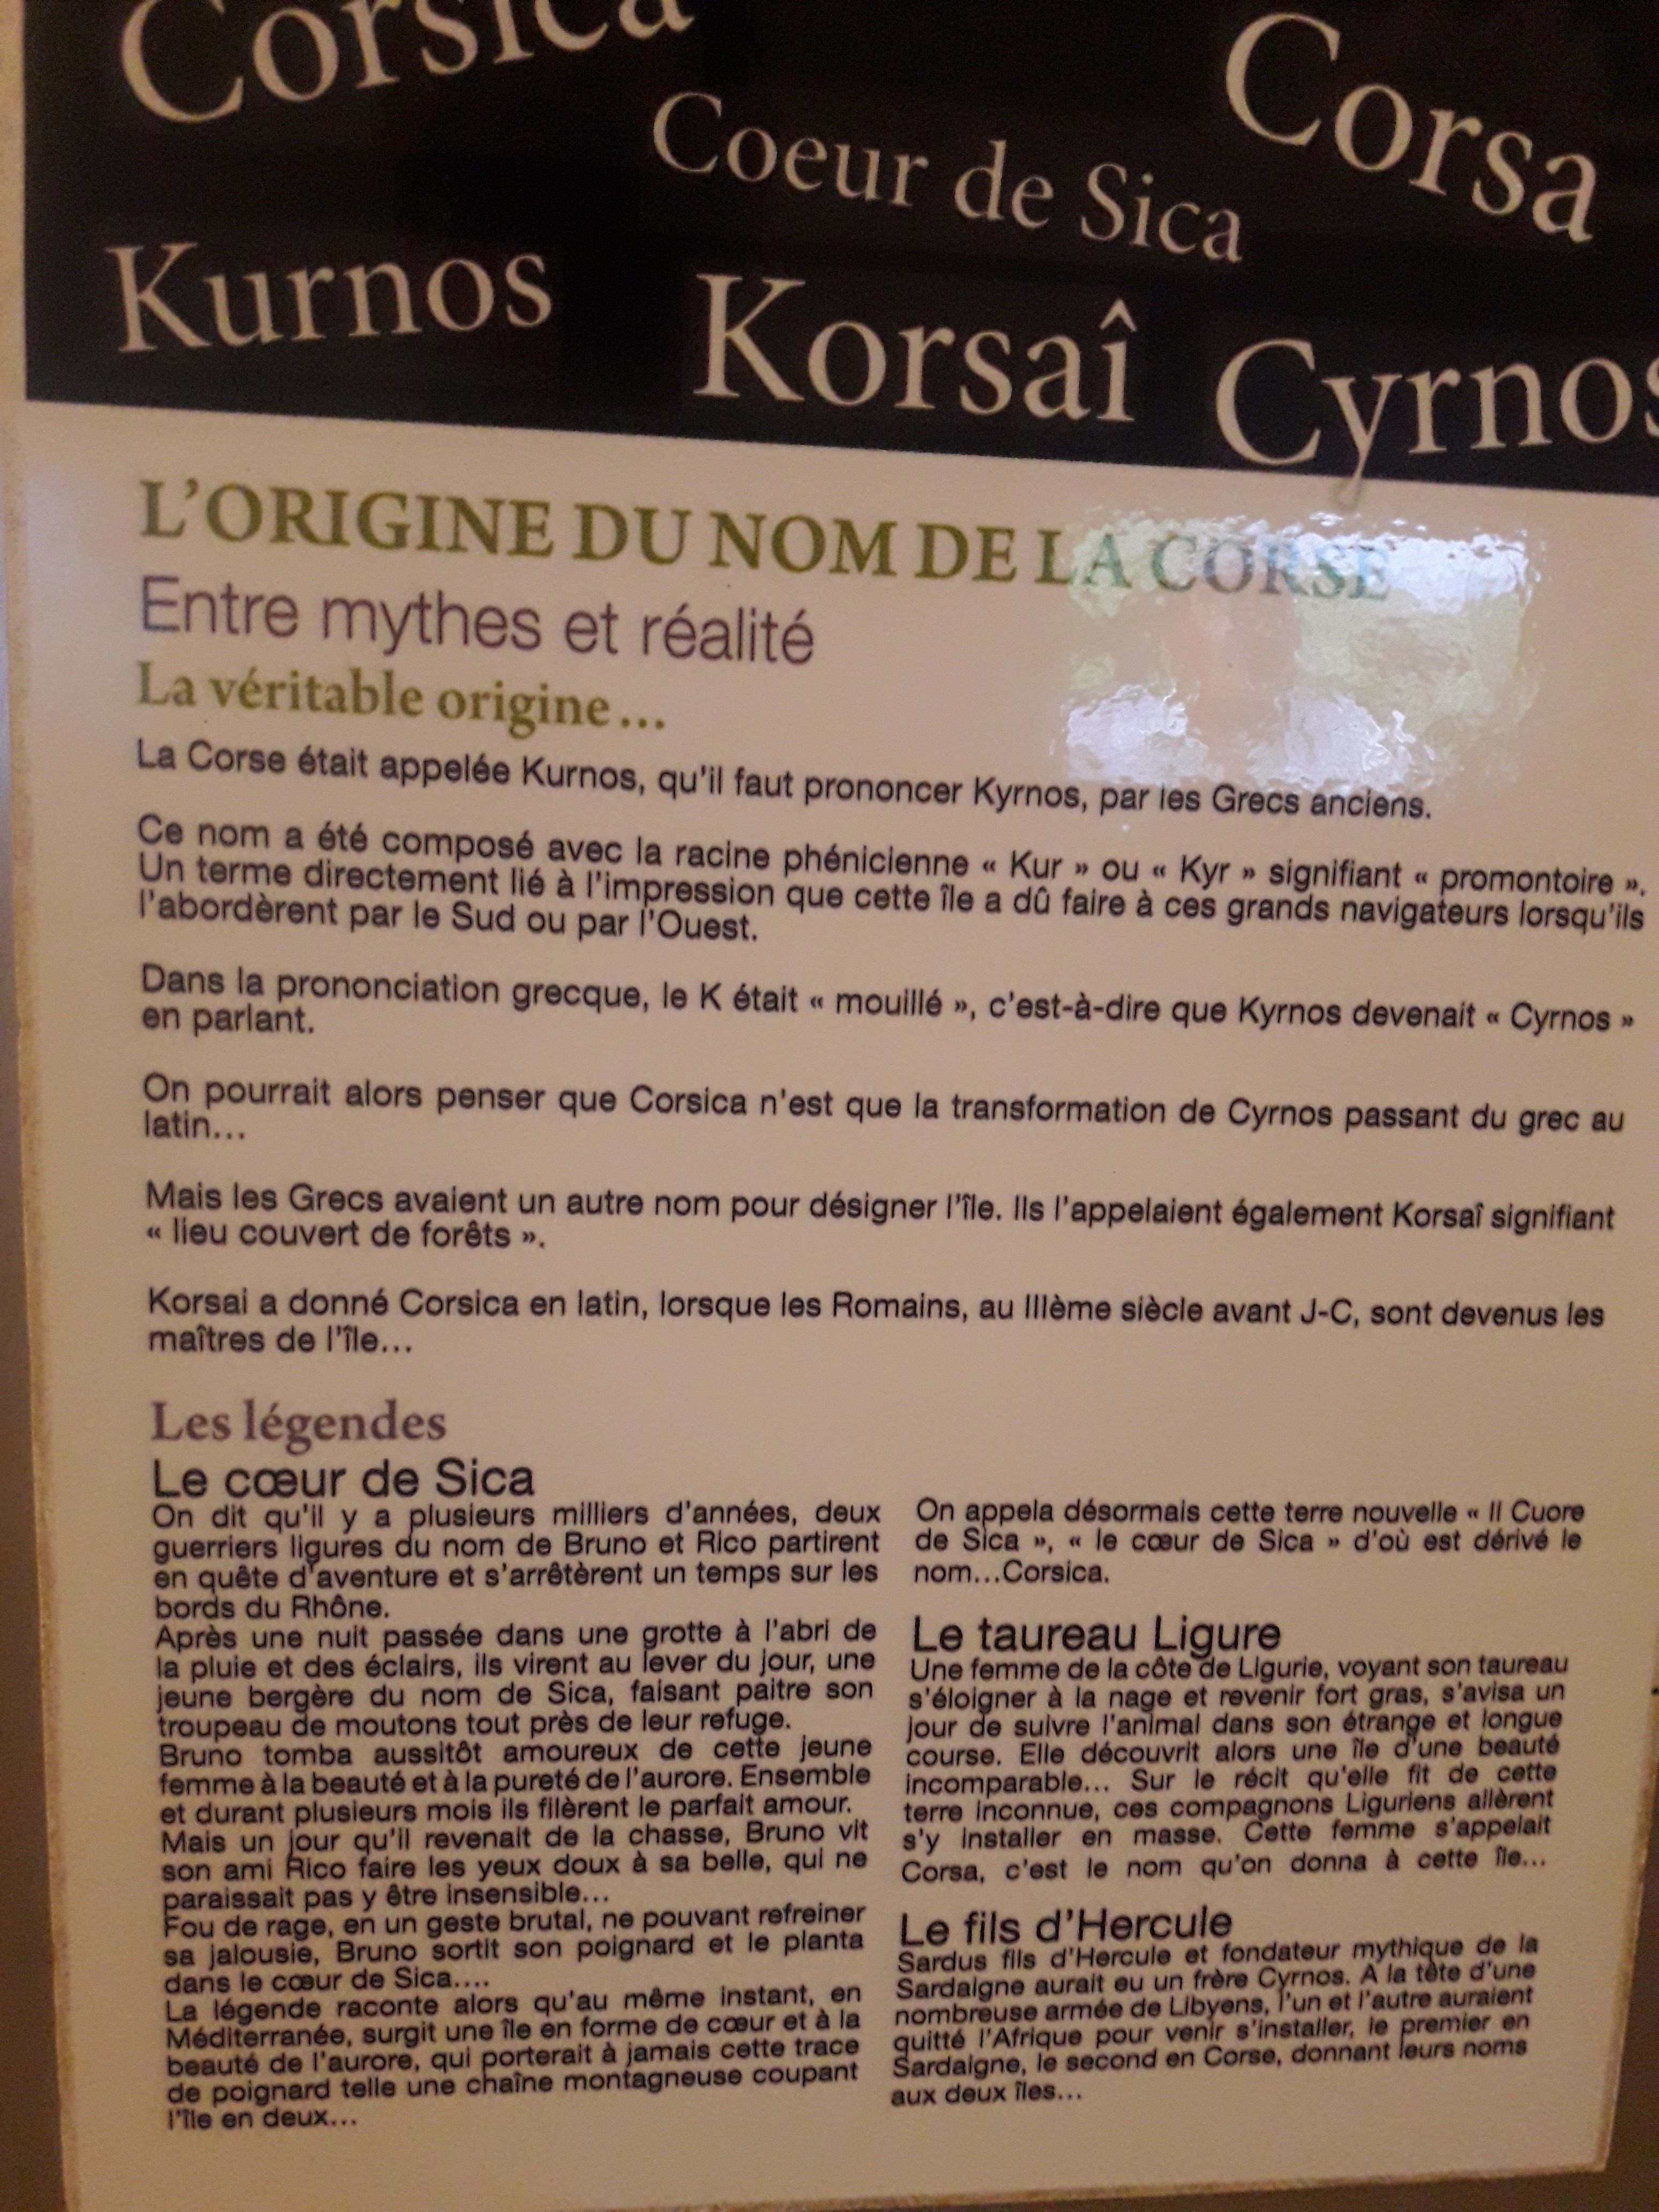 Corsica
Corsa
Coeur de Sica
Kurnos
Korsaî
Cyrnos
L'ORIGINE DU NOM DE LA CORSE
Entre mythes et réalité
La véritable origine...
La Corse était appelée Kurnos, qu'il faut prononcer Kyrnos, par les Grecs anciens.
Ce nom a été composé avec la racine phénicienne « Kur » ou « Kyr » signifiant « promontoire ».
Un terme directement lié à l'impression que cette île a dû faire à ces grands navigateurs lorsqu'ils
l'abordèrent par le Sud ou par l'Ouest.
Dans la prononciation grecque, le K était « mouillé », c'est-à-dire que Kyrnos devenait « Cyrnos »
en parlant.
On pourrait alors penser que Corsica n'est que la transformation de Cyrnos passant du grec au
latin...
Mais les Grecs avaient un autre nom pour désigner l'île. Ils l'appelaient également Korsaî signifiant
« lieu couvert de forêts ».
Korsai a donné Corsica en latin, lorsque les Romains, au IIIème siècle avant J-C, sont devenus les
maîtres de l'île...
Les légendes
Le cœur de Sica
On dit qu'il y a plusieurs milliers d'années, deux
guerriers ligures du nom de Bruno et Rico partirent
en quête d'aventure et s'arrêtèrent un temps sur les
bords du Rhône.
Après une nuit passée dans une grotte à l'abri de
la pluie et des éclairs, ils virent au lever du jour, une
jeune bergère du nom de Sica, faisant paitre son
troupeau de moutons tout près de leur refuge.
Bruno tomba aussitôt amoureux de cette jeune
femme à la beauté et à la pureté de l'aurore. Ensemble
et durant plusieurs mois ils filèrent le parfait amour.
Mais un jour qu'il revenait de la chasse, Bruno vit
son ami Rico faire les yeux doux à sa belle, qui ne
paraissait pas y être insensible...
Fou de rage, en un geste brutal, ne pouvant refreiner
sa jalousie, Bruno sortit son poignard et le planta
dans le cœur de Sica....
La légende raconte alors qu'au même instant, en
Méditerranée, surgit une île en forme de cœur et à la
beauté de l'aurore, qui porterait à jamais cette trace
de poignard telle une chaîne montagneuse coupant
l'île en deux...
On appela désormais cette terre nouvelle « Il Cuore
de Sica », « le cœur de Sica » d'où est dérivé le
nom...Corsica.
Le taureau Ligure
Une femme de la côte de Ligurie, voyant son taureau
s'éloigner à la nage et revenir fort gras, s'avisa un
jour de suivre l'animal dans son étrange et longue
course. Elle découvrit alors une île d'une beauté
incomparable... Sur le récit qu'elle fit de cette
terre inconnue, ces compagnons Liguriens allèrent
s'y installer en masse. Cette femme s'appelait
Corsa, c'est le nom qu'on donna à cette île...
Le fils d'Hercule
Sardus fils d'Hercule et fondateur mythique de la
Sardaigne aurait eu un frère Cyrnos. A la tête d'une
nombreuse armée de Libyens, l'un et l'autre auraient
quitté l'Afrique pour venir s'installer, le premier en
Sardaigne, le second en Corse, donnant leurs noms
aux deux îles...